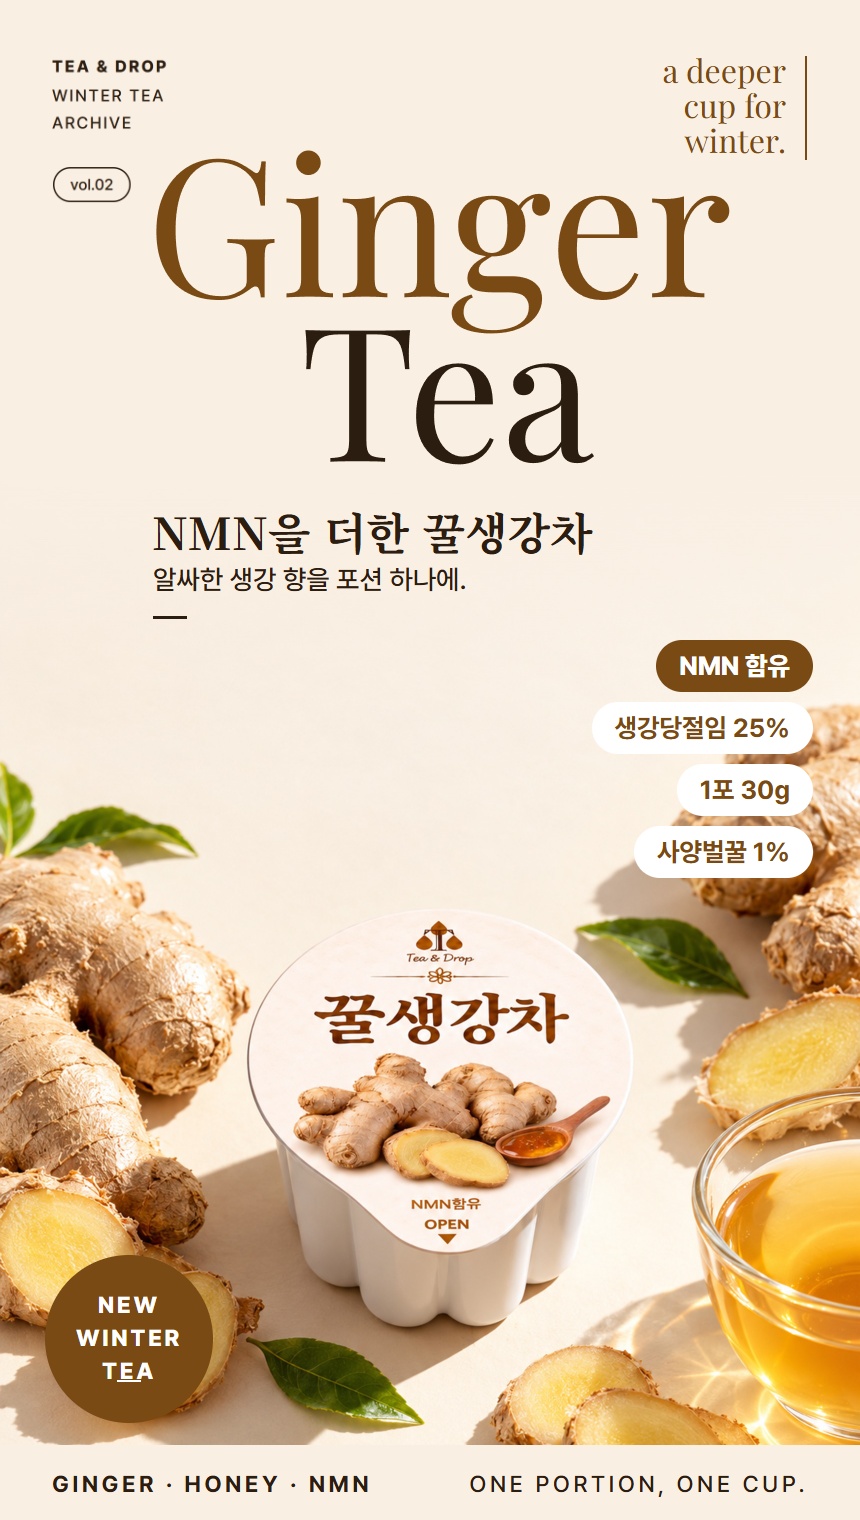 TEA & DROP
WINTER TEA
ARCHIVE
vol.02
a deeper
cup for
winter.
Ginger
Tea
NMN을 더한 꿀생강차
알싸한 생강 향을 포션 하나에.
NMN 함유
생강당절임 25%
1포 30g
사양벌꿀 1%
Tea & Drop
꿀생강차
NMN함유
OPEN
NEW
WINTER
TEA
GINGER · HONEY · NMN
ONE PORTION, ONE CUP.